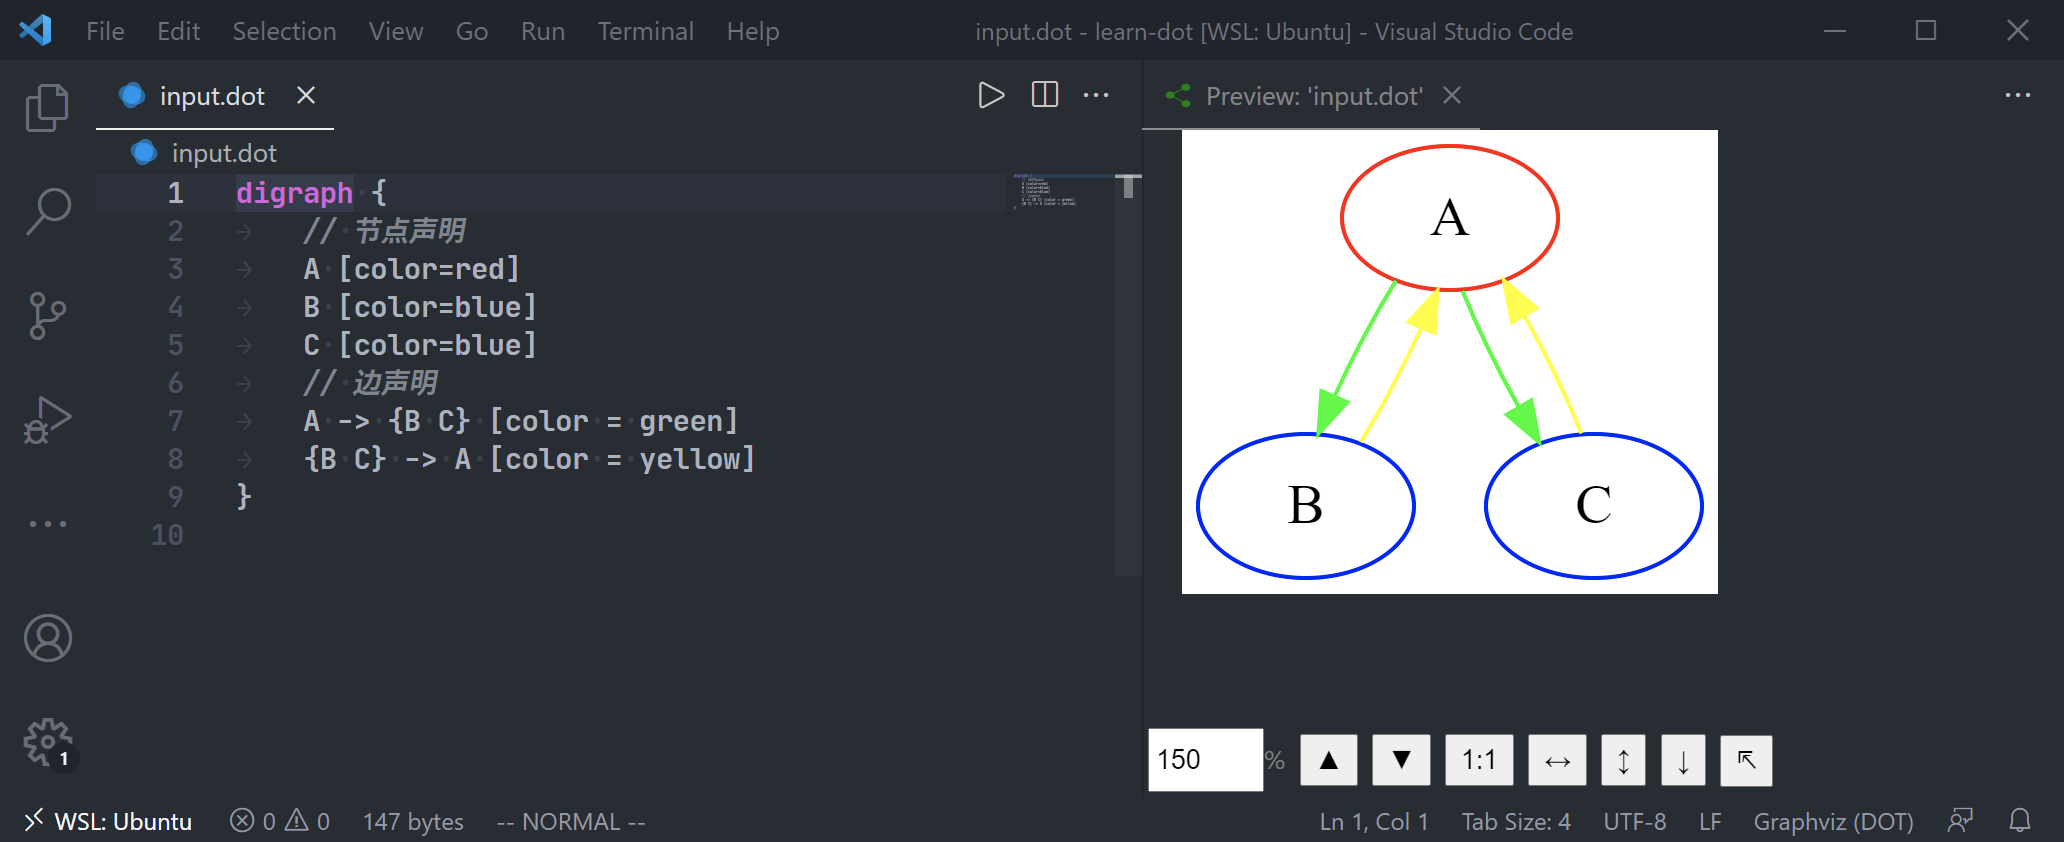 File Edit Selection View Go Run Terminal Help input.dot - learn-dot [WSL: Ubuntu] - Visual Studio Code
input.dot
Preview: 'input.dot'
input.dot
1 digraph {
2 // 节点声明
3 A [color=red]
4 B [color=blue]
5 C [color=blue]
6 // 边声明
7 A -> {B C} [color = green]
8 {B C} -> A [color = yellow]
9 }
10
A
B C
150 % ▲ ▼ 1:1 ↔ ↕ ↓ ↖
1
WSL: Ubuntu 0 0 147 bytes -- NORMAL -- Ln 1, Col 1 Tab Size: 4 UTF-8 LF Graphviz (DOT)